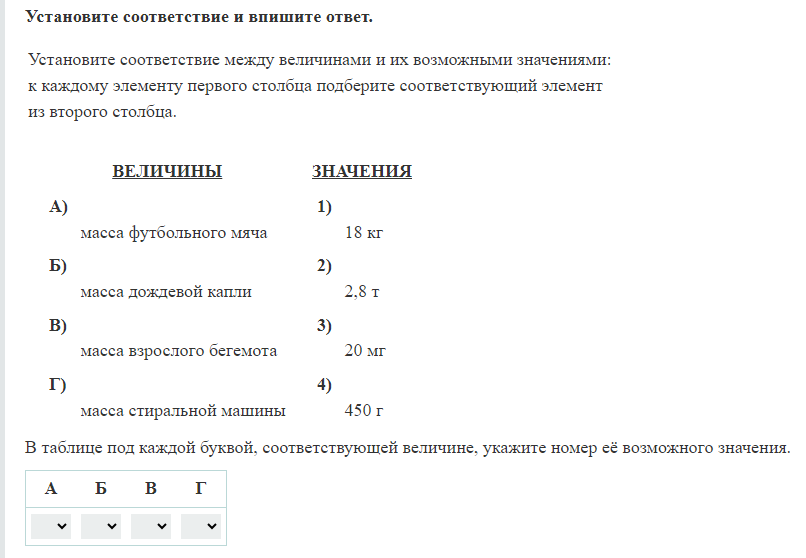 Установите соответствие и впишите ответ.
Установите соответствие между величинами и их возможными значениями:
к каждому элементу первого столбца подберите соответствующий элемент
из второго столбца.
ВЕЛИЧИНЫ ЗНАЧЕНИЯ
А) 1)
масса футбольного мяча 18 кг
Б) 2)
масса дождевой капли 2,8 т
В) 3)
масса взрослого бегемота 20 мг
Г) 4)
масса стиральной машины 450 г
В таблице под каждой буквой, соответствующей величине, укажите номер её возможного значения.
А Б В Г